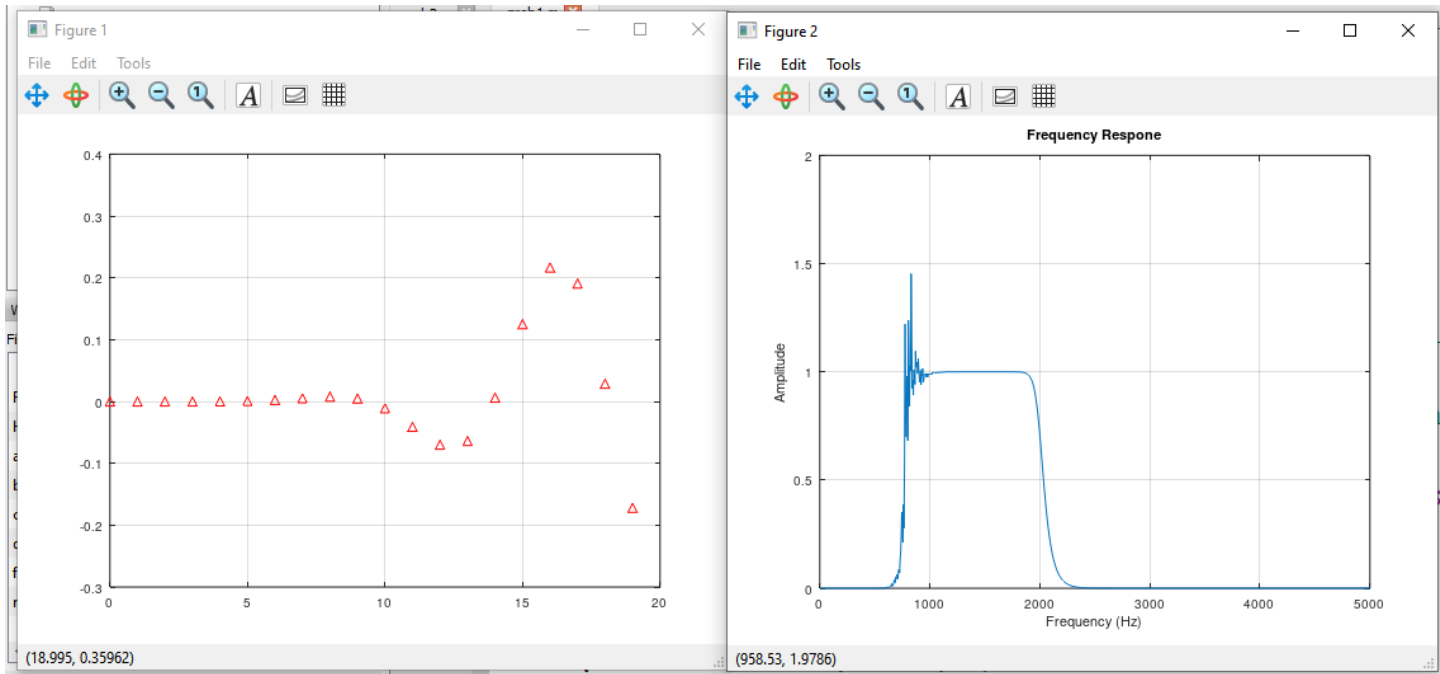 prob1.m
Figure 1
File Edit Tools
A
0.4
0.3
0.2
0.1
0
-0.1
-0.2
-0.3
0 5 10 15 20
(18.995, 0.35962)
Figure 2
File Edit Tools
A
Frequency Respone
2
1.5
1
0.5
0
Amplitude
0 1000 2000 3000 4000 5000
Frequency (Hz)
(958.53, 1.9786)